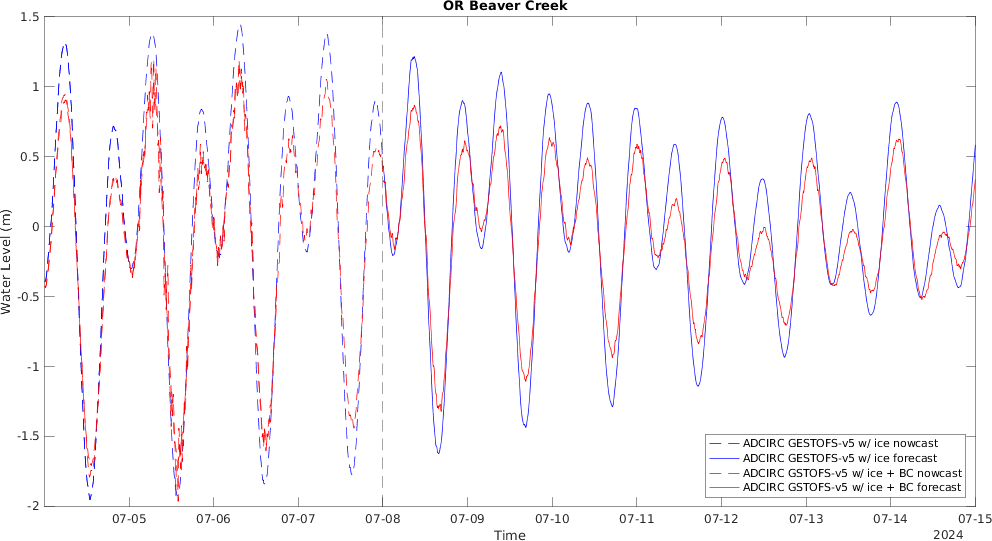 OR Beaver Creek
1.5
1
0.5
0
-0.5
-1
-1.5
-2
Water Level (m)
07-05 07-06 07-07 07-08 07-09 07-10 07-11 07-12 07-13 07-14 07-15
Time
2024
ADCIRC GESTOFS-v5 w/ ice nowcast
ADCIRC GESTOFS-v5 w/ ice forecast
ADCIRC GSTOFS-v5 w/ ice + BC nowcast
ADCIRC GSTOFS-v5 w/ ice + BC forecast